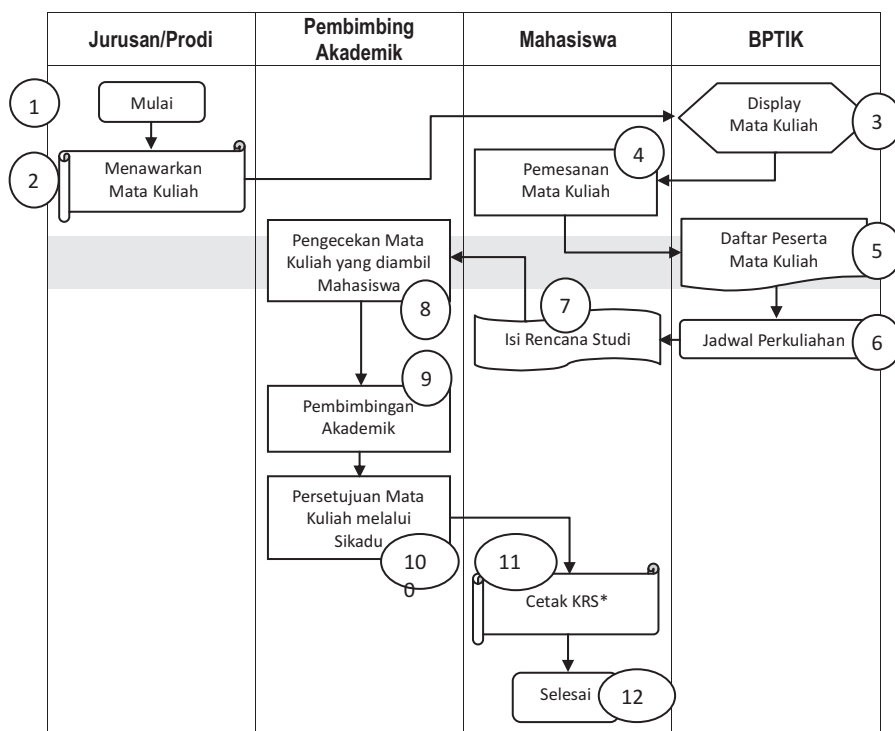 Jurusan/Prodi
Pembimbing
Akademik
Mahasiswa
BPTIK
1
Mulai
2
Menawarkan
Mata Kuliah
Display
Mata Kuliah
3
4
Pemesanan
Mata Kuliah
Daftar Peserta
Mata Kuliah
5
Jadwal Perkuliahan
6
7
Isi Rencana Studi
Pengecekan Mata
Kuliah yang diambil
Mahasiswa
8
9
Pembimbingan
Akademik
Persetujuan Mata
Kuliah melalui
Sikadu
10
0
11
Cetak KRS*
Selesai
12